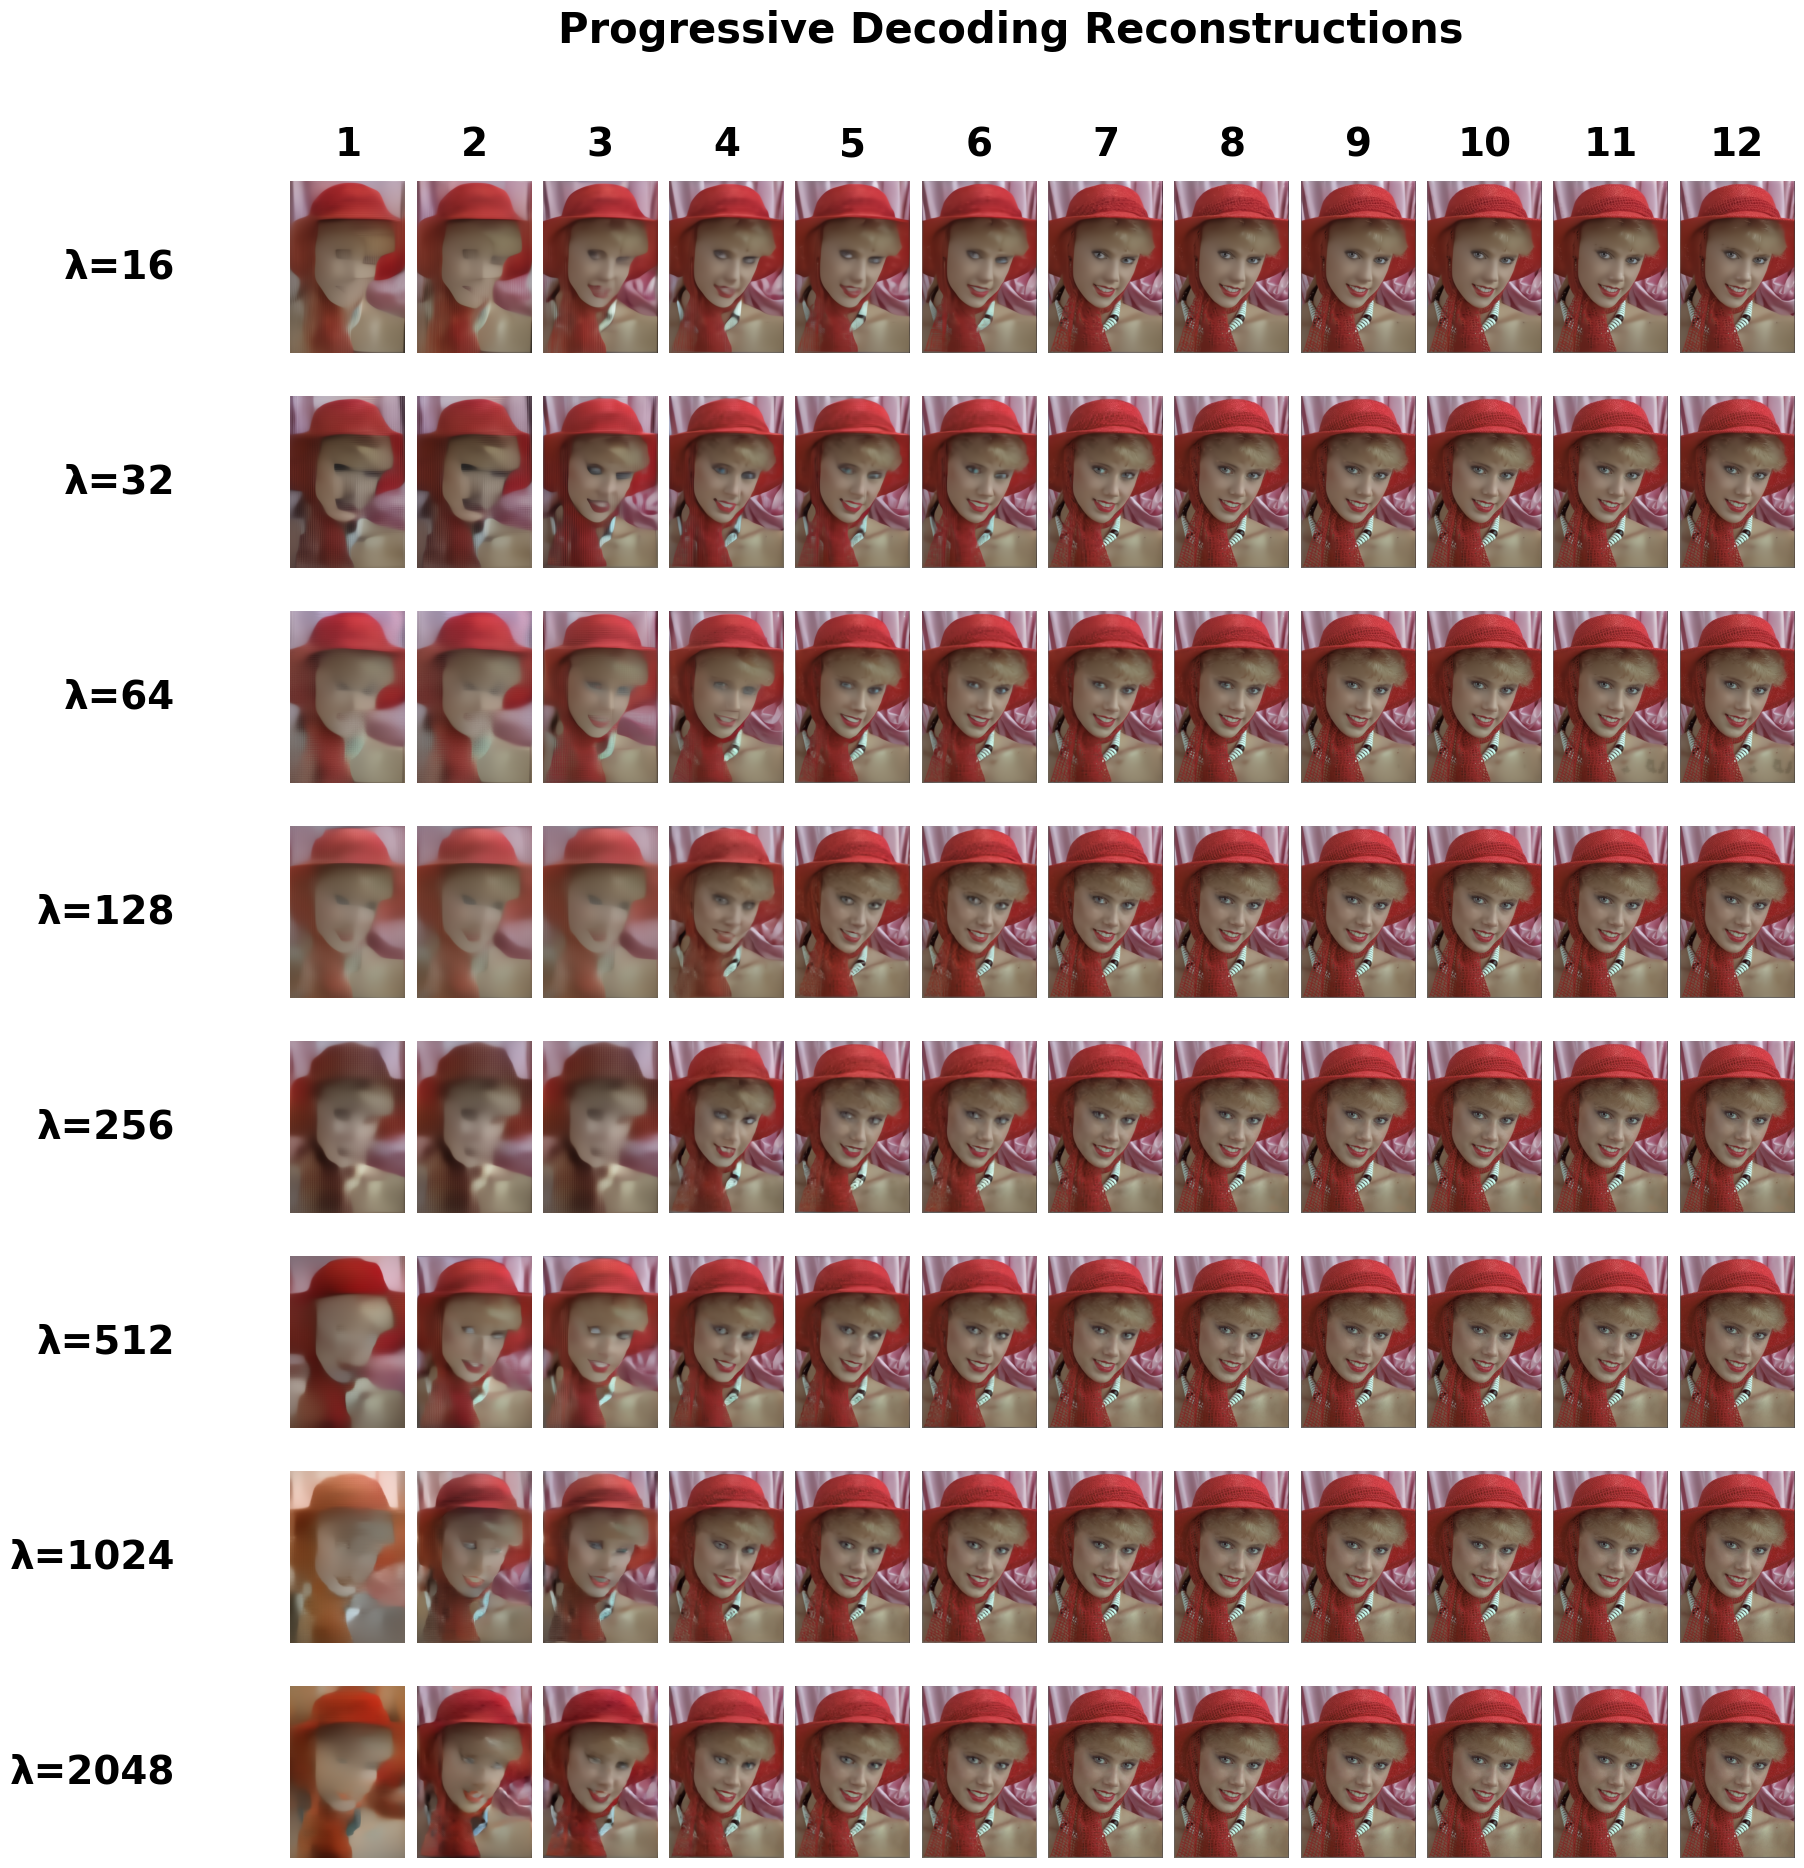 Progressive Decoding Reconstructions
1 2 3 4 5 6 7 8 9 10 11 12
λ=16
λ=32
λ=64
λ=128
λ=256
λ=512
λ=1024
λ=2048